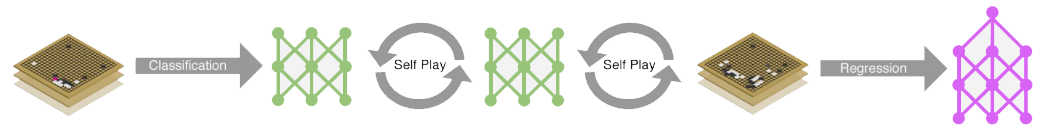 Classification
Self Play
Self Play
Regression